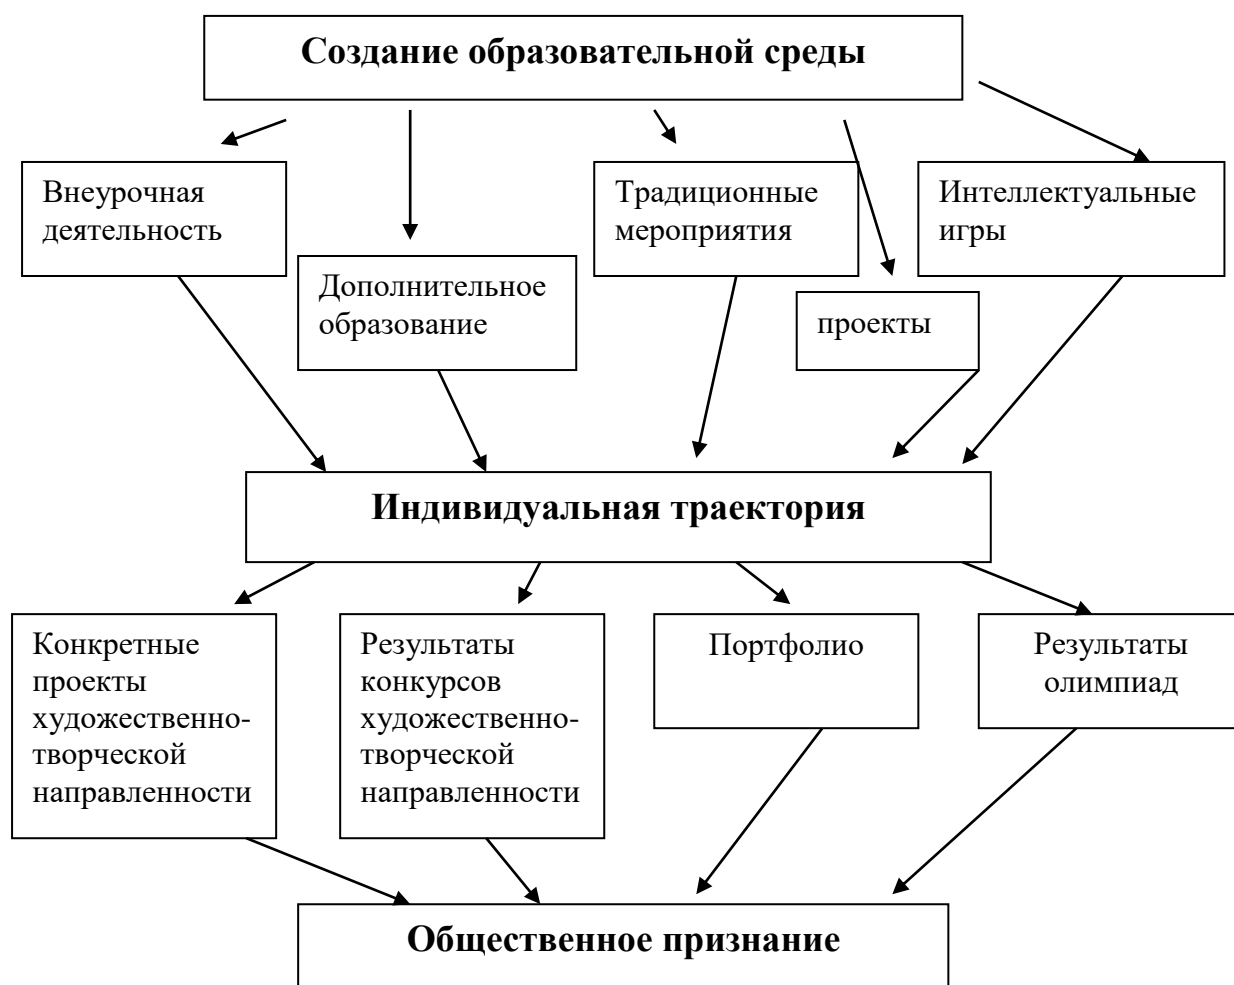 Создание образовательной среды
Внеурочная
деятельность
Дополнительное
образование
Традиционные
мероприятия
проекты
Интеллектуальные
игры
Индивидуальная траектория
Конкретные
проекты
художественно-
творческой
направленности
Результаты
конкурсов
художественно-
творческой
направленности
Портфолио
Результаты
олимпиад
Общественное признание